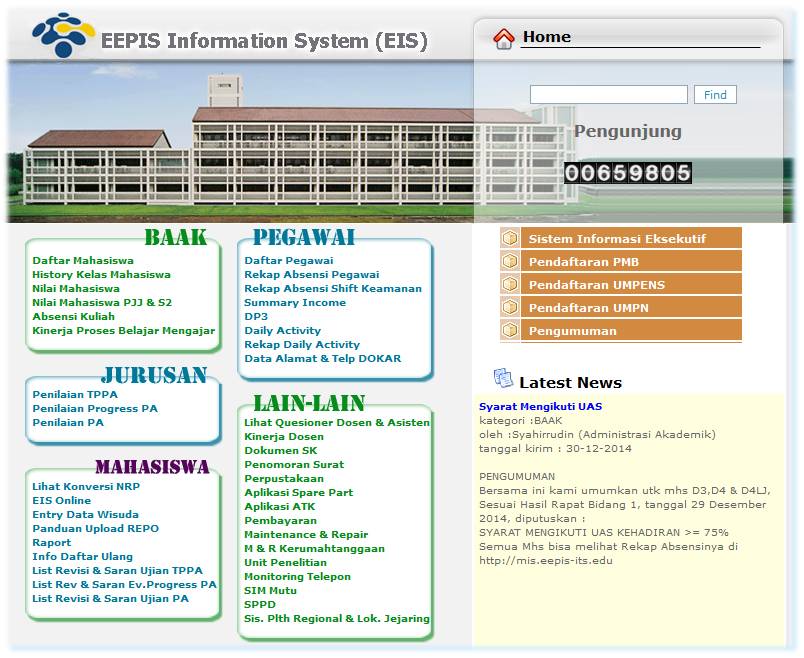 EEPIS Information System (EIS)
Home
Find
Pengunjung
00659805
BAAK
Daftar Mahasiswa
History Kelas Mahasiswa
Nilai Mahasiswa
Nilai Mahasiswa PJJ & S2
Absensi Kuliah
Kinerja Proses Belajar Mengajar
JURUSAN
Penilaian TPPA
Penilaian Progress PA
Penilaian PA
MAHASISWA
Lihat Konversi NRP
EIS Online
Entry Data Wisuda
Panduan Upload REPO
Raport
Info Daftar Ulang
List Revisi & Saran Ujian TPPA
List Rev & Saran Ev.Progress PA
List Revisi & Saran Ujian PA
PEGAWAI
Daftar Pegawai
Rekap Absensi Pegawai
Rekap Absensi Shift Keamanan
Summary Income
DP3
Daily Activity
Rekap Daily Activity
Data Alamat & Telp DOKAR
LAIN-LAIN
Lihat Quesioner Dosen & Asisten
Kinerja Dosen
Dokumen SK
Penomoran Surat
Perpustakaan
Aplikasi Spare Part
Aplikasi ATK
Pembayaran
Maintenance & Repair
M & R Kerumahtanggaan
Unit Penelitian
Monitoring Telepon
SIM Mutu
SPPD
Sis. Plth Regional & Lok. Jejaring
Sistem Informasi Eksekutif
Pendaftaran PMB
Pendaftaran UMPENS
Pendaftaran UMPN
Pengumuman
Latest News
Syarat Mengikuti UAS
kategori :BAAK
oleh :Syahirrudin (Administrasi Akademik)
tanggal kirim : 30-12-2014
PENGUMUMAN
Bersama ini kami umumkan utk mhs D3,D4 & D4LJ,
Sesuai Hasil Rapat Bidang 1, tanggal 29 Desember
2014, diputuskan :
SYARAT MENGIKUTI UAS KEHADIRAN >= 75%
Semua Mhs bisa melihat Rekap Absensinya di
http://mis.eepis-its.edu